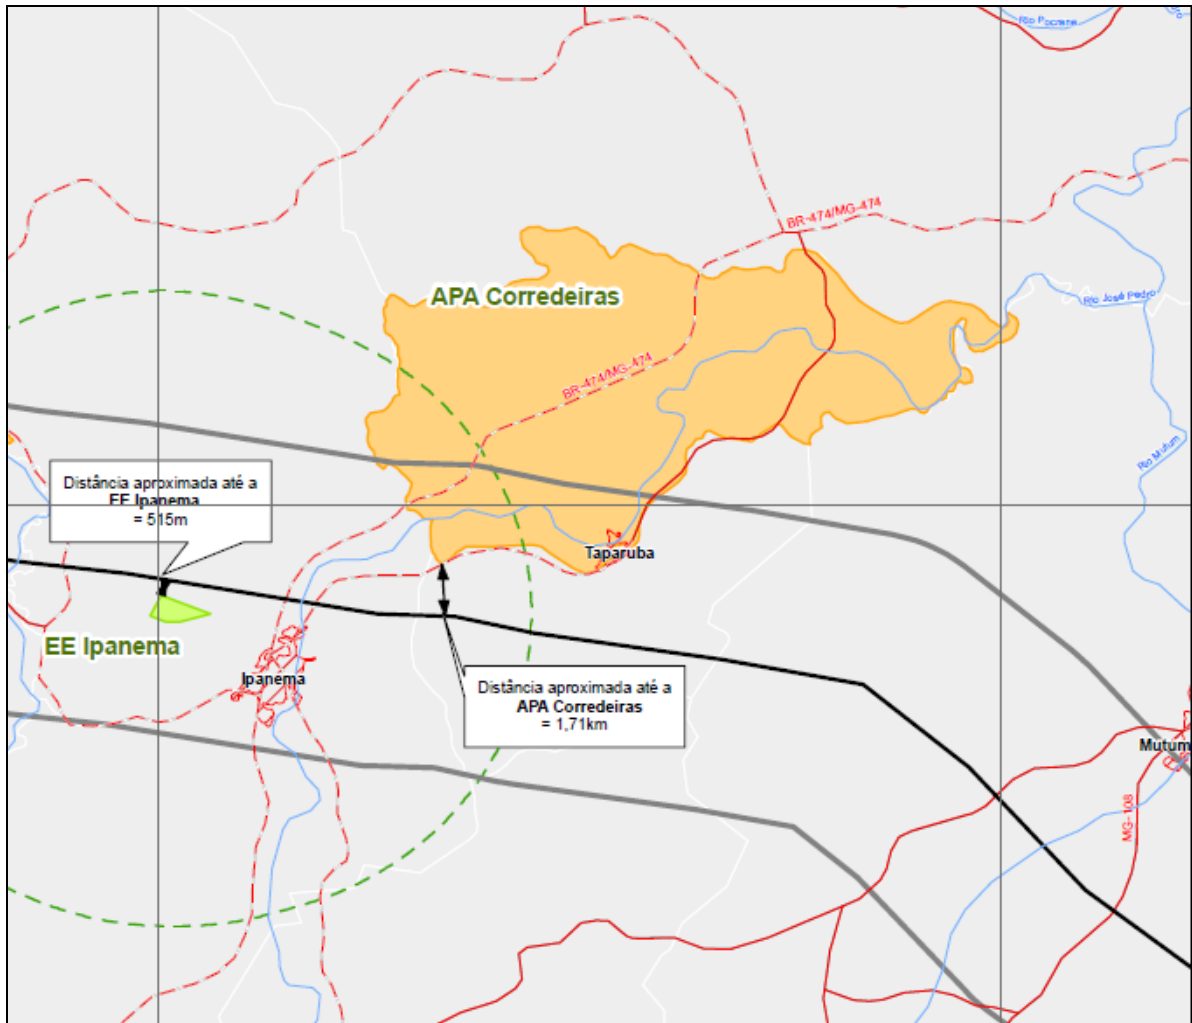 Rio Pocrane
BR-474/MG-474
APA Corredeiras
Rio José Pedro
BR-474/MG-474
Rio Mutum
Distância aproximada até a
EE Ipanema
= 515m
Taparuba
EE Ipanema
Ipanema
Distância aproximada até a
APA Corredeiras
= 1,71km
Mutum
MG-108